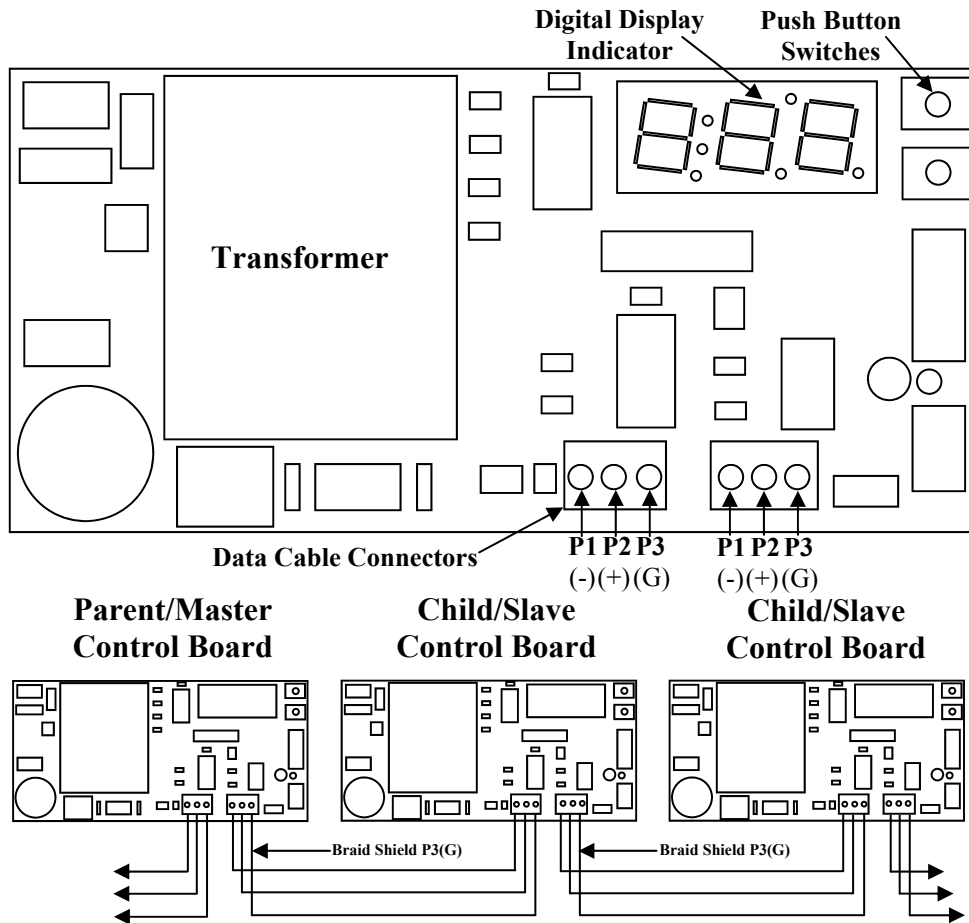 Digital Display
Indicator
Push Button
Switches
Transformer
Data Cable Connectors
P1 P2 P3
(-) (+) (G)
P1 P2 P3
(-) (+) (G)
Parent/Master
Control Board
Child/Slave
Control Board
Child/Slave
Control Board
Braid Shield P3(G)
Braid Shield P3(G)